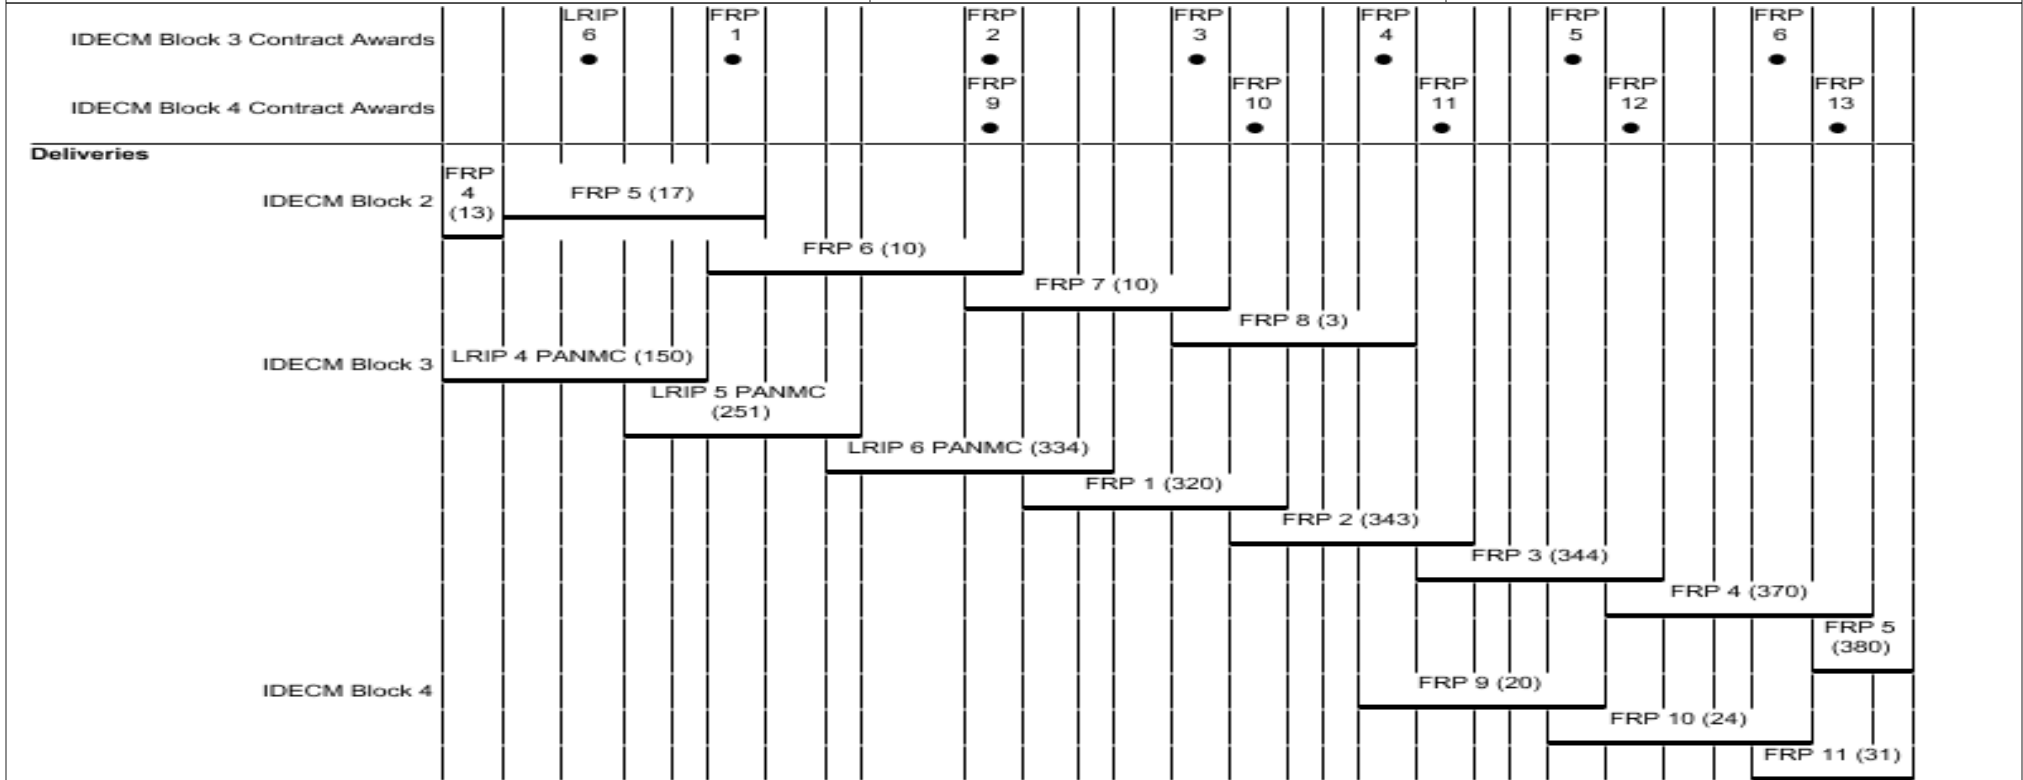 LRIP FRP FRP FRP FRP FRP FRP
IDECM Block 3 Contract Awards 6 1 2 3 4 5 6
FRP FRP FRP FRP FRP
IDECM Block 4 Contract Awards 9 10 11 12 13
Deliveries
IDECM Block 2
FRP
4
(13)
FRP 5 (17)
FRP 6 (10)
FRP 7 (10)
FRP 8 (3)
IDECM Block 3
LRIP 4 PANMC (150)
LRIP 5 PANMC
(251)
LRIP 6 PANMC (334)
FRP 1 (320)
FRP 2 (343)
FRP 3 (344)
FRP 4 (370)
FRP 5
(380)
IDECM Block 4
FRP 9 (20)
FRP 10 (24)
FRP 11 (31)